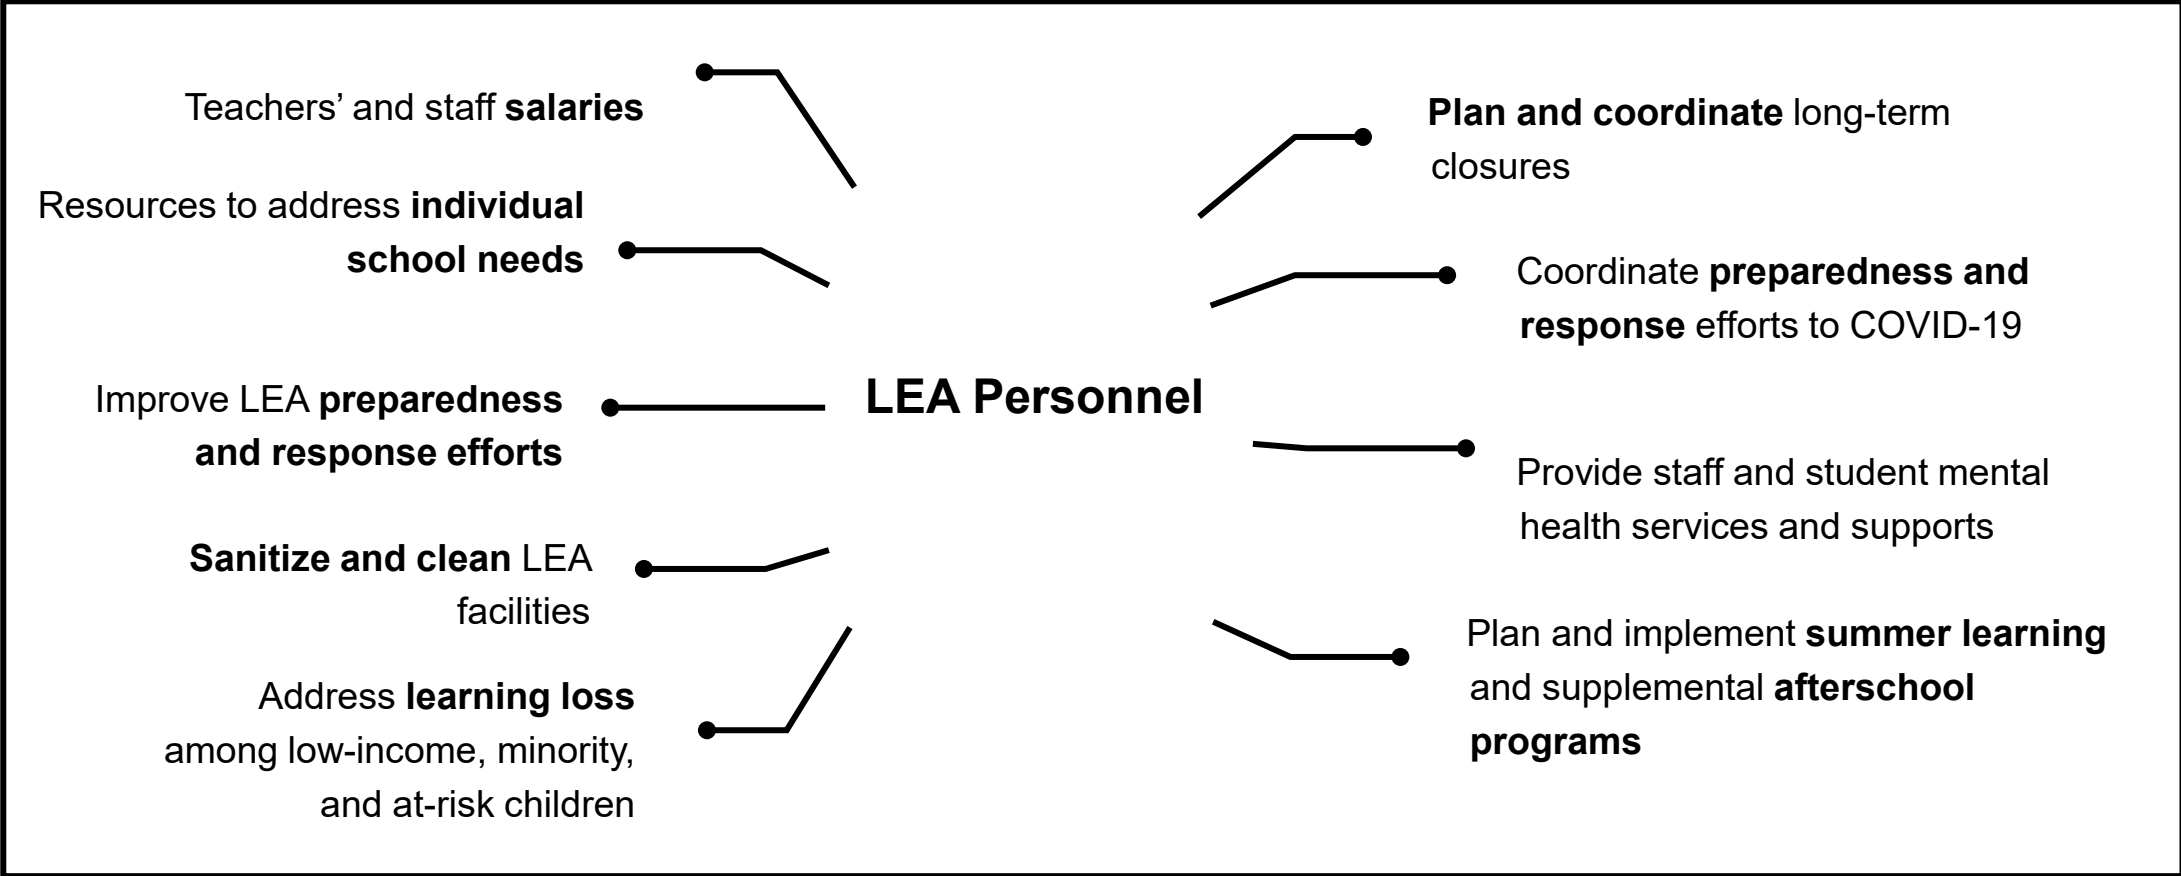 Teachers’ and staff salaries
Resources to address individual
school needs
Improve LEA preparedness
and response efforts
Sanitize and clean LEA
facilities
Address learning loss
among low-income, minority,
and at-risk children
LEA Personnel
Plan and coordinate long-term
closures
Coordinate preparedness and
response efforts to COVID-19
Provide staff and student mental
health services and supports
Plan and implement summer learning
and supplemental afterschool
programs